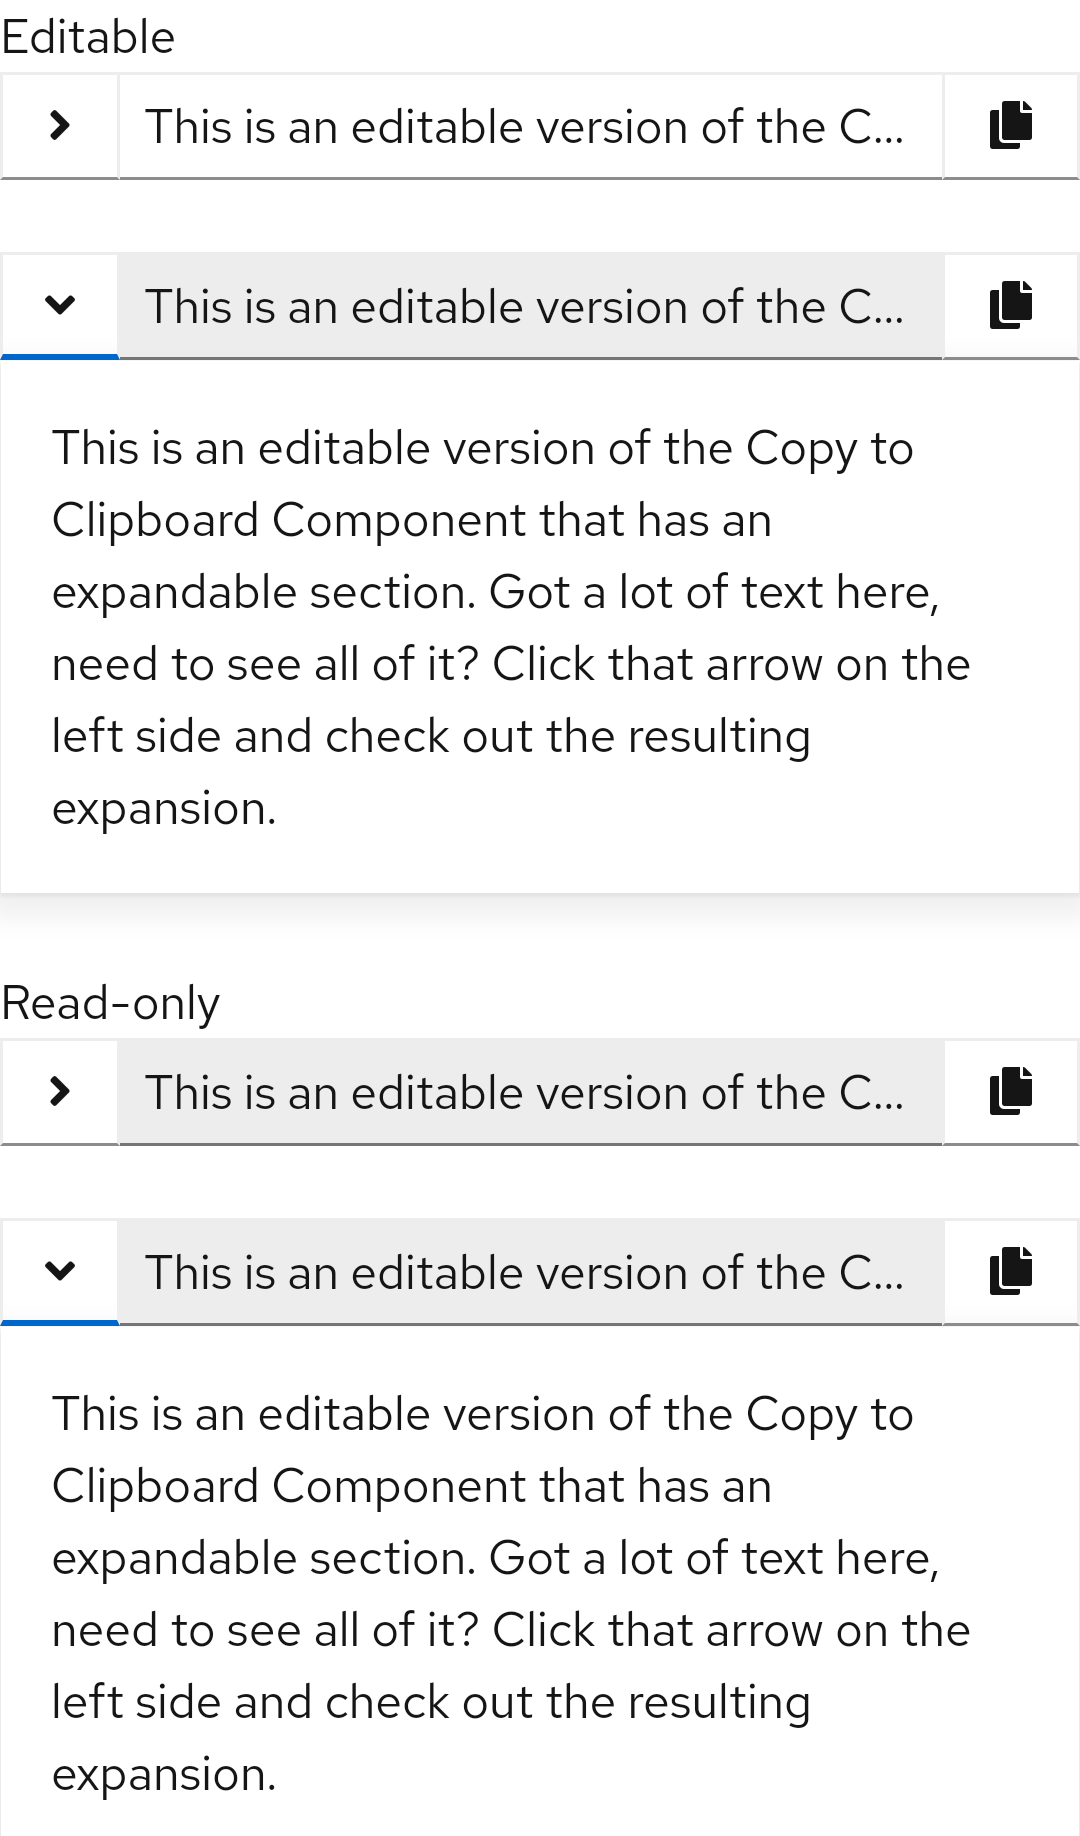 Editable
This is an editable version of the C...
This is an editable version of the C...
This is an editable version of the Copy to
Clipboard Component that has an
expandable section. Got a lot of text here,
need to see all of it? Click that arrow on the
left side and check out the resulting
expansion.
Read-only
This is an editable version of the C...
This is an editable version of the C...
This is an editable version of the Copy to
Clipboard Component that has an
expandable section. Got a lot of text here,
need to see all of it? Click that arrow on the
left side and check out the resulting
expansion.